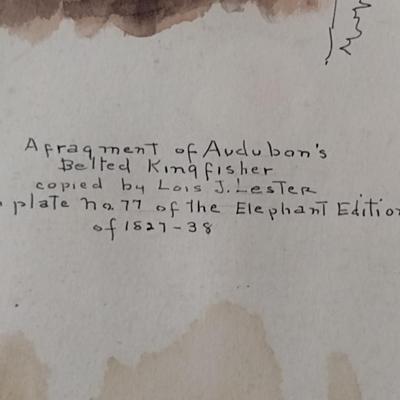 A fragment of Audubon's
Belted Kingfisher
copied by Lois J. Lester
plate no. 77 of the Elephant Edition
of 1827-38